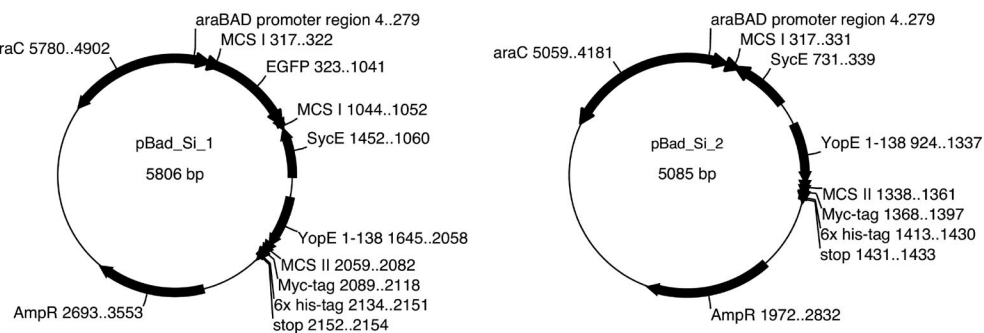 araBAD promoter region 4..279
MCS I 317..322
araC 5780..4902
EGFP 323..1041
MCS I 1044..1052
SycE 1452..1060
pBad_Si_1
5806 bp
YopE 1-138 1645..2058
MCS II 2059..2082
Myc-tag 2089..2118
6x his-tag 2134..2151
stop 2152..2154
AmpR 2693..3553
araBAD promoter region 4..279
MCS I 317..331
araC 5059..4181
SycE 731..339
pBad_Si_2
5085 bp
YopE 1-138 924..1337
MCS II 1338..1361
Myc-tag 1368..1397
6x his-tag 1413..1430
stop 1431..1433
AmpR 1972..2832